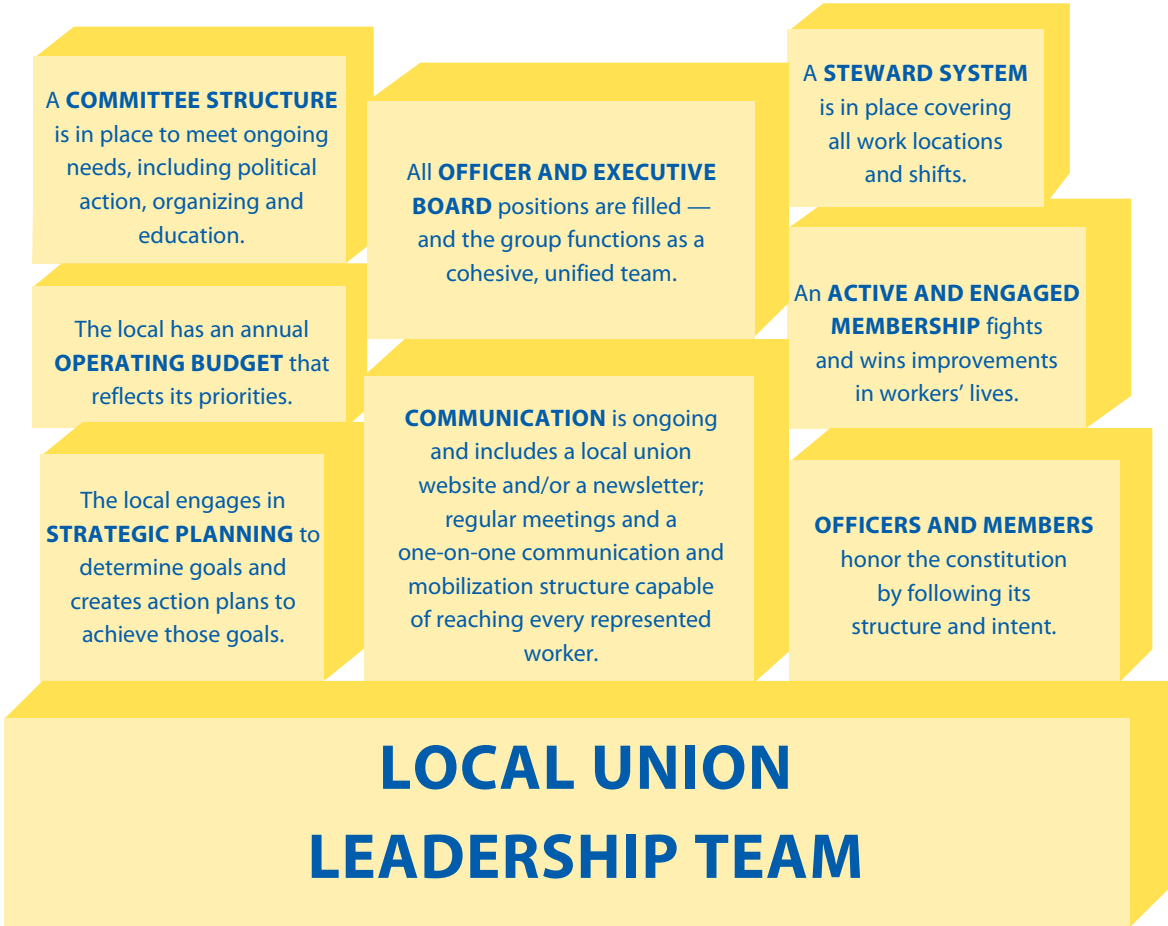 A COMMITTEE STRUCTURE
is in place to meet ongoing
needs, including political
action, organizing and
education.
The local has an annual
OPERATING BUDGET that
reflects its priorities.
The local engages in
STRATEGIC PLANNING to
determine goals and
creates action plans to
achieve those goals.
All OFFICER AND EXECUTIVE
BOARD positions are filled —
and the group functions as a
cohesive, unified team.
COMMUNICATION is ongoing
and includes a local union
website and/or a newsletter;
regular meetings and a
one-on-one communication and
mobilization structure capable
of reaching every represented
worker.
A STEWARD SYSTEM
is in place covering
all work locations
and shifts.
An ACTIVE AND ENGAGED
MEMBERSHIP fights
and wins improvements
in workers’ lives.
OFFICERS AND MEMBERS
honor the constitution
by following its
structure and intent.
LOCAL UNION
LEADERSHIP TEAM